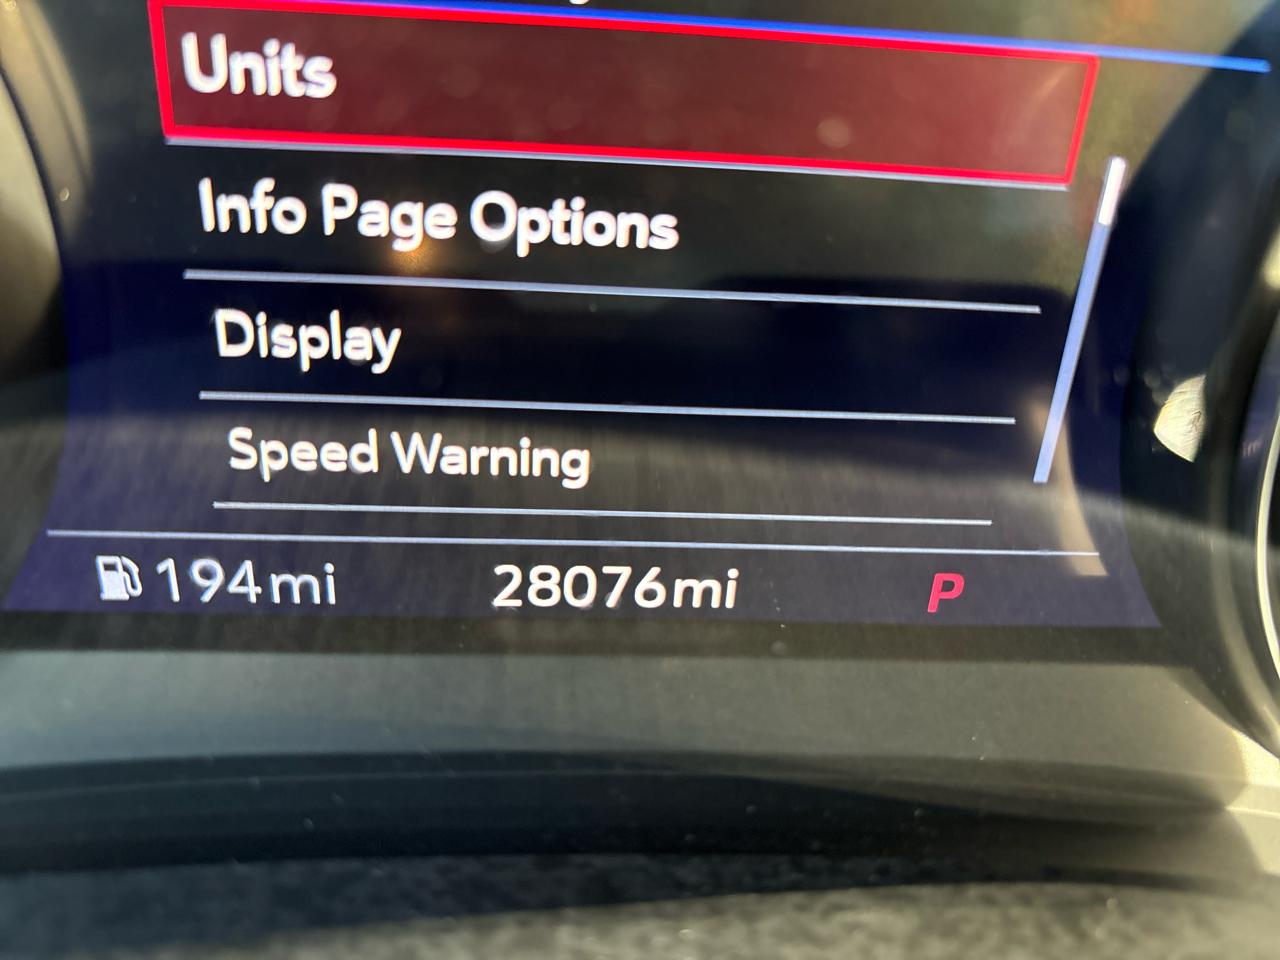 Units
Info Page Options
Display
Speed Warning
194mi 28076mi P